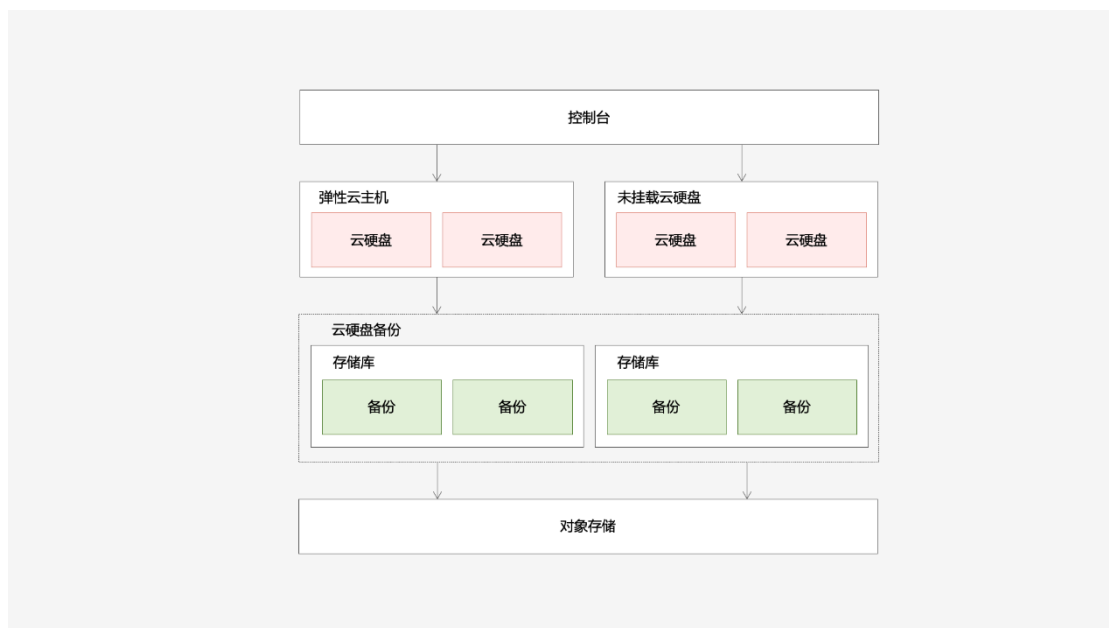 控制台
弹性云主机
云硬盘
云硬盘
未挂载云硬盘
云硬盘
云硬盘
云硬盘备份
存储库
备份
备份
存储库
备份
备份
对象存储